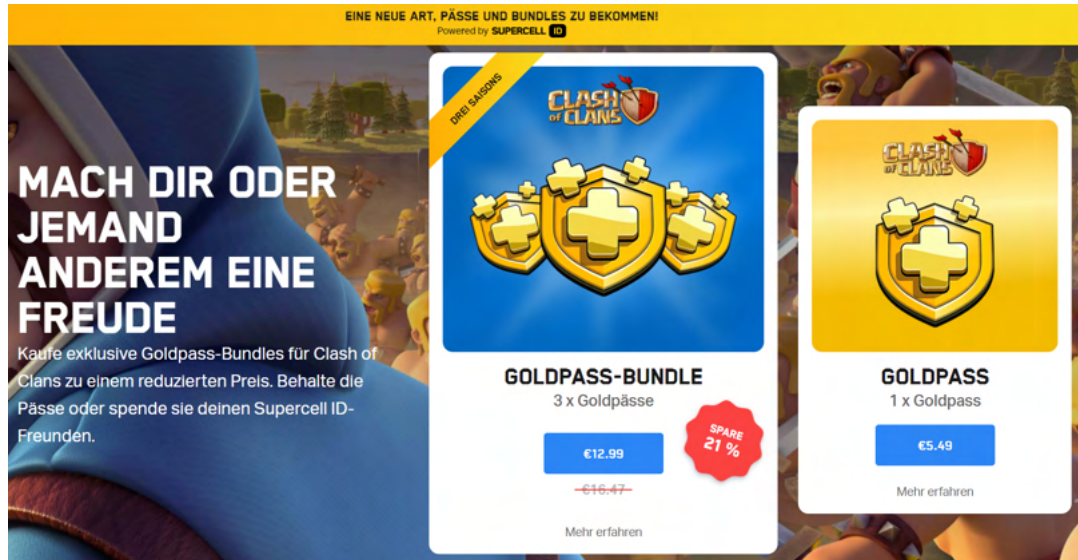 EINE NEUE ART, PÄSSE UND BUNDLES ZU BEKOMMEN!
Powered by SUPERCELL ID
MACH DIR ODER
JEMAND
ANDEREM EINE
FREUDE
Kaufe exklusive Goldpass-Bundles für Clash of
Clans zu einem reduzierten Preis. Behalte die
Pässe oder spende sie deinen Supercell ID-
Freunden.
DREI SAISONS
CLASH
OF CLANS
GOLDPASS-BUNDLE
3 x Goldpässe
€12.99
SPARE
21 %
€16.47
Mehr erfahren
CLASH
OF CLANS
GOLDPASS
1 x Goldpass
€5.49
Mehr erfahren